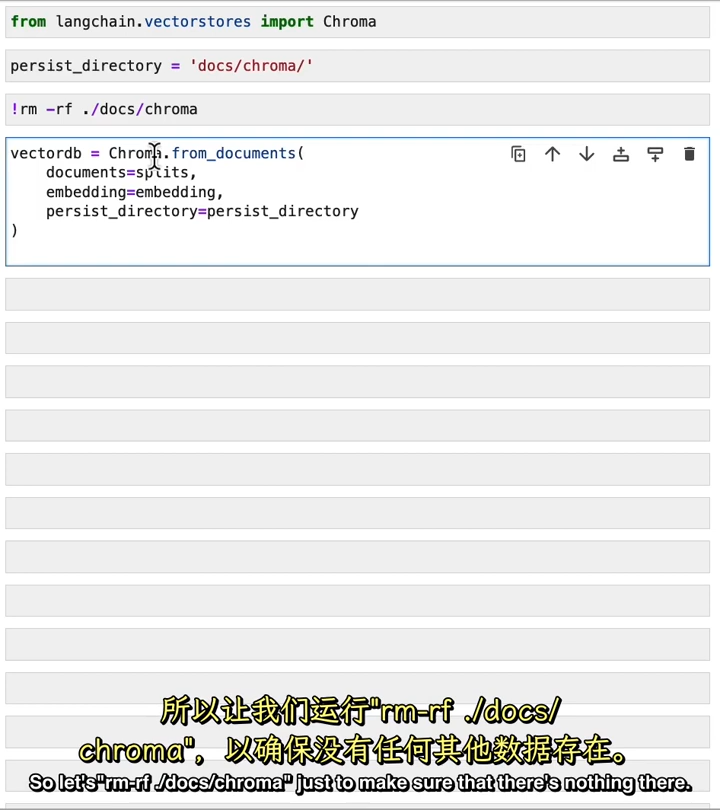 from langchain.vectorstores import Chroma
persist_directory = 'docs/chroma/'
!rm -rf ./docs/chroma
vectordb = Chroma.from_documents(
    documents=splits,
    embedding=embedding,
    persist_directory=persist_directory
)
所以让我们运行"rm-rf ./docs/
chroma"，以确保没有任何其他数据存在。
So let's"rm-rf ./docs/chroma" just to make sure that there's nothing there.